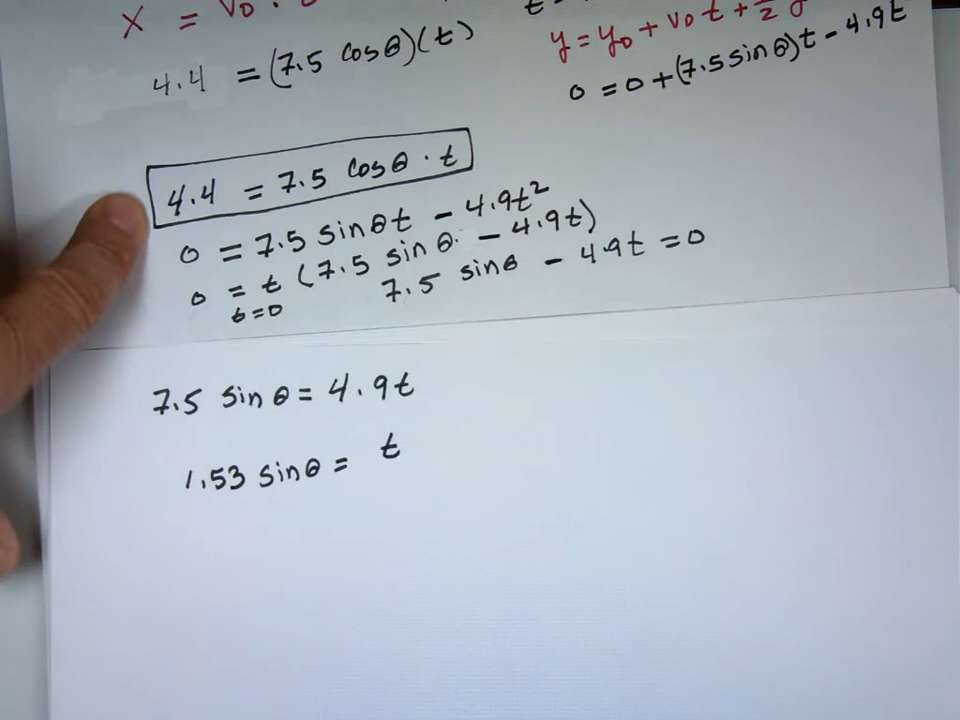 x = v0 ·
t
4.4 = (7.5 cosθ)(t)
y = y0 + v0 t + 1/2 g
0 = 0 + (7.5 sinθ)t - 4.9t
4.4 = 7.5 cosθ · t
0 = 7.5 sinθt - 4.9t²
0 = t (7.5 sinθ - 4.9t)
t=0 7.5 sinθ - 4.9t = 0
7.5 sinθ = 4.9t
1.53 sinθ = t